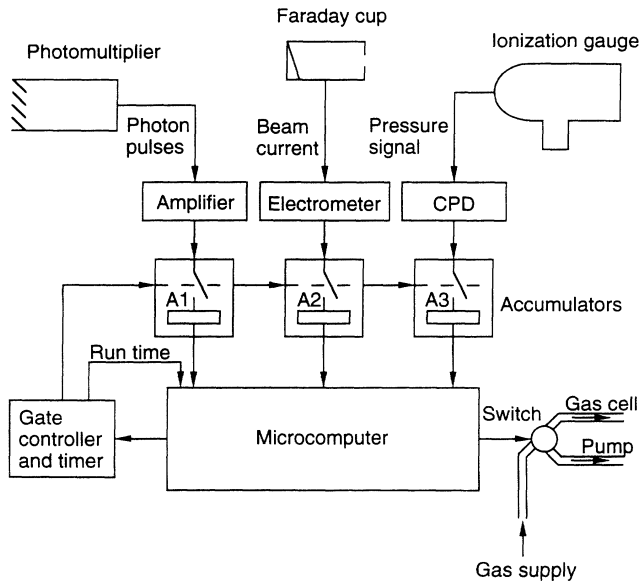 Faraday cup
Photomultiplier
Ionization gauge
Photon
pulses
Beam
current
Pressure
signal
Amplifier
Electrometer
CPD
A1
A2
A3
Accumulators
Run time
Gate
controller
and timer
Microcomputer
Switch
Gas cell
Pump
Gas supply